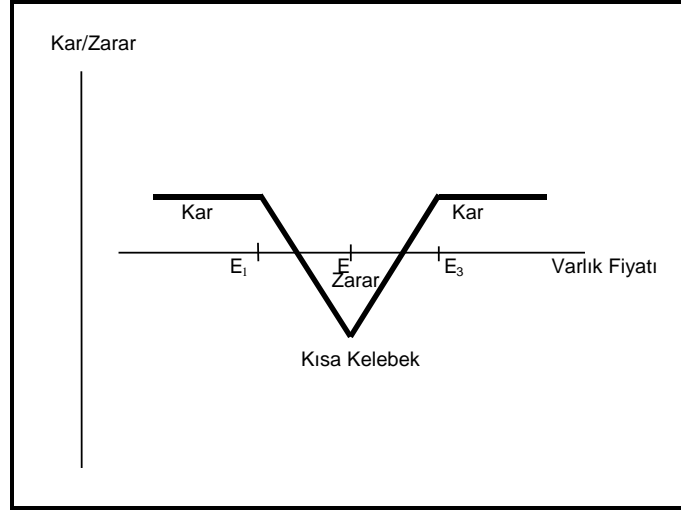 Kar/Zarar
Kar
Kar
E₁
E
E₃
Varlık Fiyatı
Zarar
Kısa Kelebek